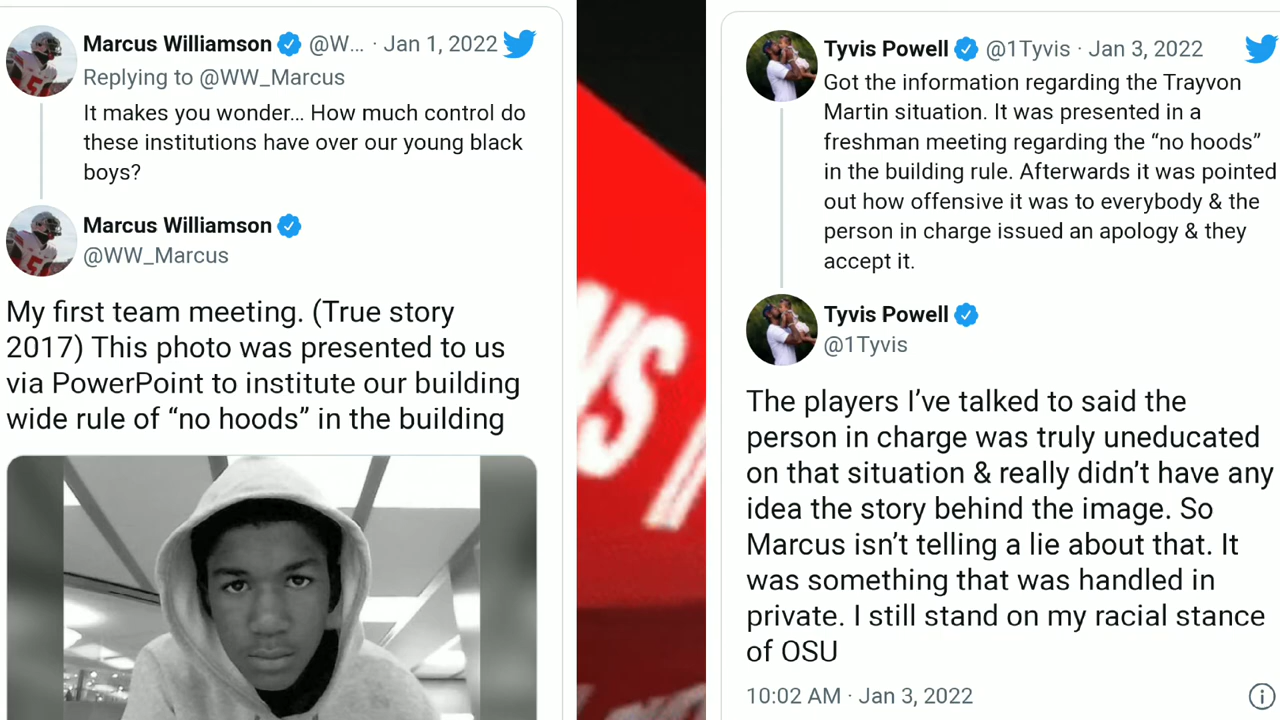 Marcus Williamson @W... · Jan 1, 2022
Replying to @WW_Marcus
It makes you wonder... How much control do
these institutions have over our young black
boys?
Marcus Williamson
@WW_Marcus
My first team meeting. (True story
2017) This photo was presented to us
via PowerPoint to institute our building
wide rule of “no hoods” in the building
Tyvis Powell @1Tyvis · Jan 3, 2022
Got the information regarding the Trayvon
Martin situation. It was presented in a
freshman meeting regarding the “no hoods”
in the building rule. Afterwards it was pointed
out how offensive it was to everybody & the
person in charge issued an apology & they
accept it.
Tyvis Powell
@1Tyvis
The players I’ve talked to said the
person in charge was truly uneducated
on that situation & really didn’t have any
idea the story behind the image. So
Marcus isn’t telling a lie about that. It
was something that was handled in
private. I still stand on my racial stance
of OSU
10:02 AM · Jan 3, 2022